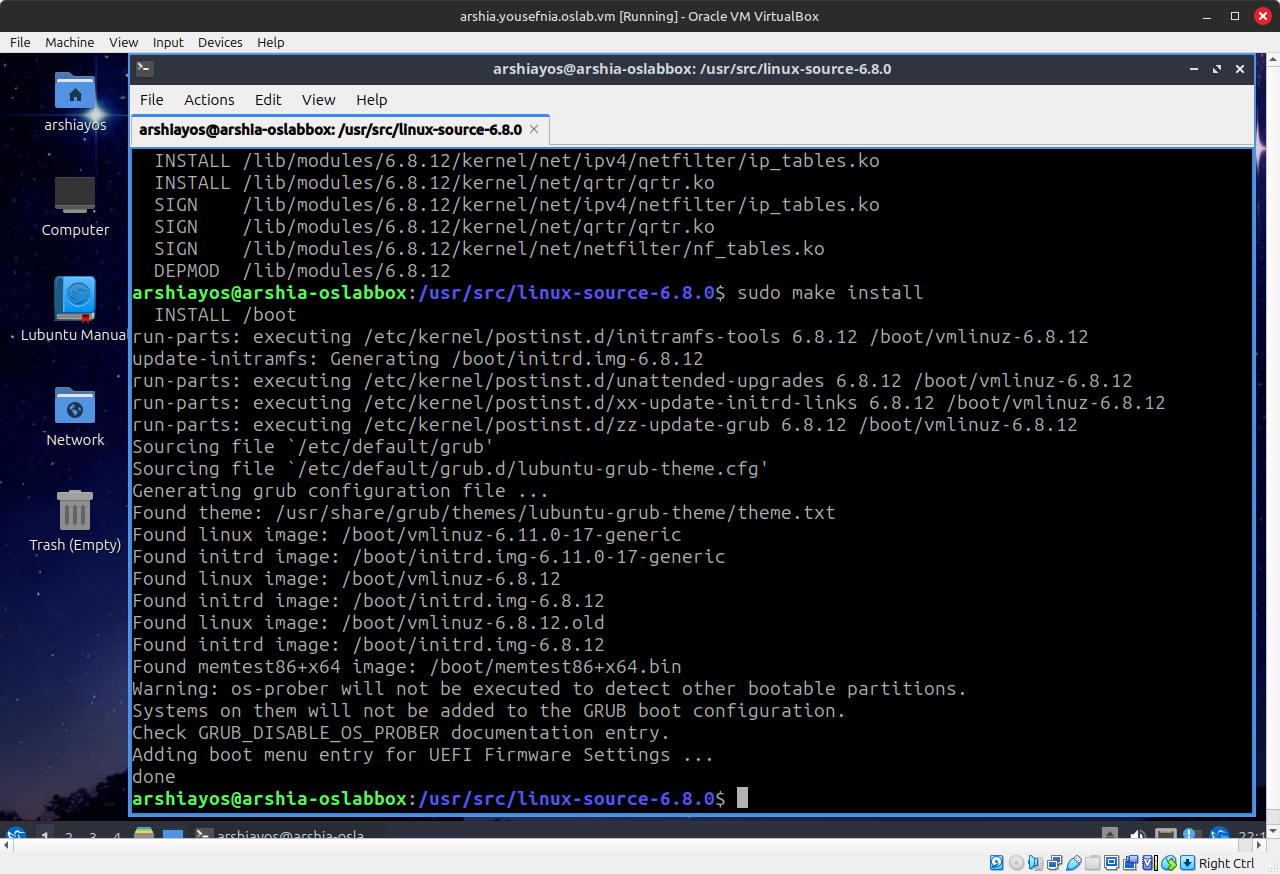 arshia.yousefnia.oslab.vm [Running] - Oracle VM VirtualBox
File Machine View Input Devices Help
arshiayos@arshia-oslabbox: /usr/src/linux-source-6.8.0
File Actions Edit View Help
arshiayos@arshia-oslabbox: /usr/src/linux-source-6.8.0
arshiayos
Computer
Lubuntu Manual
Network
Trash (Empty)
INSTALL /lib/modules/6.8.12/kernel/net/ipv4/netfilter/ip_tables.ko
INSTALL /lib/modules/6.8.12/kernel/net/qrtr/qrtr.ko
SIGN /lib/modules/6.8.12/kernel/net/ipv4/netfilter/ip_tables.ko
SIGN /lib/modules/6.8.12/kernel/net/qrtr/qrtr.ko
SIGN /lib/modules/6.8.12/kernel/net/netfilter/nf_tables.ko
DEPMOD /lib/modules/6.8.12
arshiayos@arshia-oslabbox:/usr/src/linux-source-6.8.0$ sudo make install
INSTALL /boot
run-parts: executing /etc/kernel/postinst.d/initramfs-tools 6.8.12 /boot/vmlinuz-6.8.12
update-initramfs: Generating /boot/initrd.img-6.8.12
run-parts: executing /etc/kernel/postinst.d/unattended-upgrades 6.8.12 /boot/vmlinuz-6.8.12
run-parts: executing /etc/kernel/postinst.d/xx-update-initrd-links 6.8.12 /boot/vmlinuz-6.8.12
run-parts: executing /etc/kernel/postinst.d/zz-update-grub 6.8.12 /boot/vmlinuz-6.8.12
Sourcing file `/etc/default/grub'
Sourcing file `/etc/default/grub.d/lubuntu-grub-theme.cfg'
Generating grub configuration file ...
Found theme: /usr/share/grub/themes/lubuntu-grub-theme/theme.txt
Found linux image: /boot/vmlinuz-6.11.0-17-generic
Found initrd image: /boot/initrd.img-6.11.0-17-generic
Found linux image: /boot/vmlinuz-6.8.12
Found initrd image: /boot/initrd.img-6.8.12
Found linux image: /boot/vmlinuz-6.8.12.old
Found initrd image: /boot/initrd.img-6.8.12
Found memtest86+x64 image: /boot/memtest86+x64.bin
Warning: os-prober will not be executed to detect other bootable partitions.
Systems on them will not be added to the GRUB boot configuration.
Check GRUB_DISABLE_OS_PROBER documentation entry.
Adding boot menu entry for UEFI Firmware Settings ...
done
arshiayos@arshia-oslabbox:/usr/src/linux-source-6.8.0$
1 2 3 4 arshiayos@arshia-osla
Right Ctrl